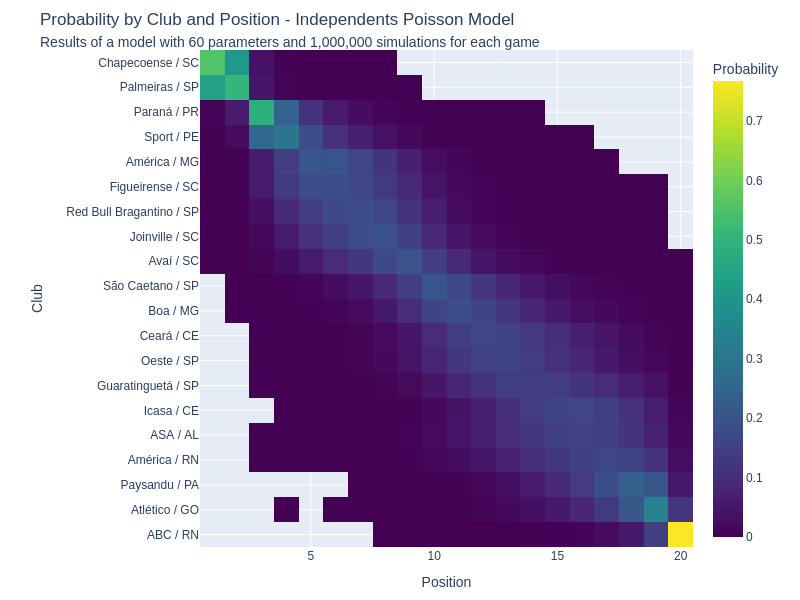 Probability by Club and Position - Independents Poisson Model
Results of a model with 60 parameters and 1,000,000 simulations for each game
Probability
Chapecoense / SC
Palmeiras / SP
Paraná / PR
Sport / PE
América / MG
Figueirense / SC
Red Bull Bragantino / SP
Joinville / SC
Avaí / SC
São Caetano / SP
Boa / MG
Ceará / CE
Oeste / SP
Guaratinguetá / SP
Icasa / CE
ASA / AL
América / RN
Paysandu / PA
Atlético / GO
ABC / RN
Club
5 10 15 20
Position
0.7
0.6
0.5
0.4
0.3
0.2
0.1
0